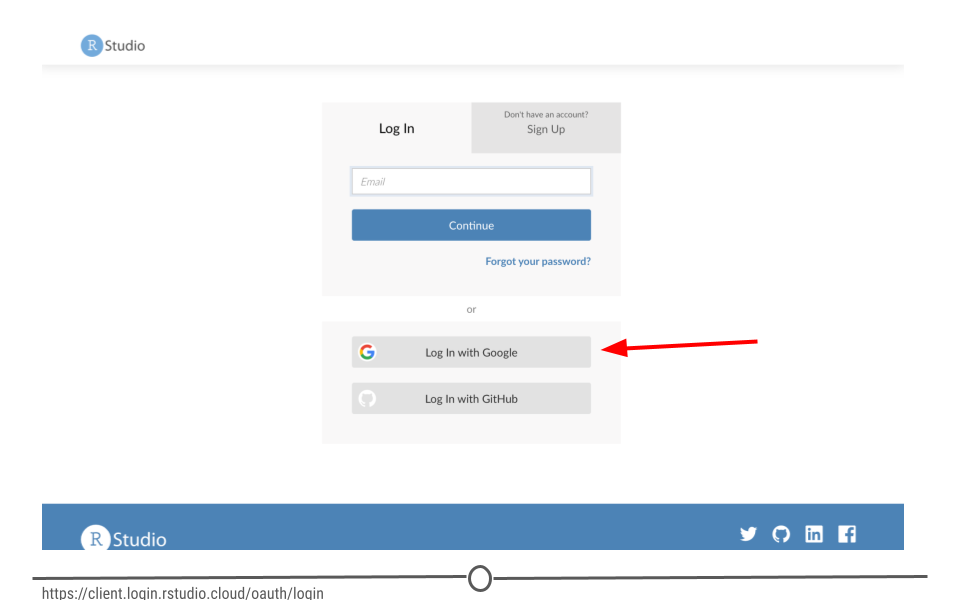 R Studio
Don't have an account?
Log In
Sign Up
Email
Continue
Forgot your password?
or
Log In with Google
Log In with GitHub
R Studio
https://client.login.rstudio.cloud/oauth/login